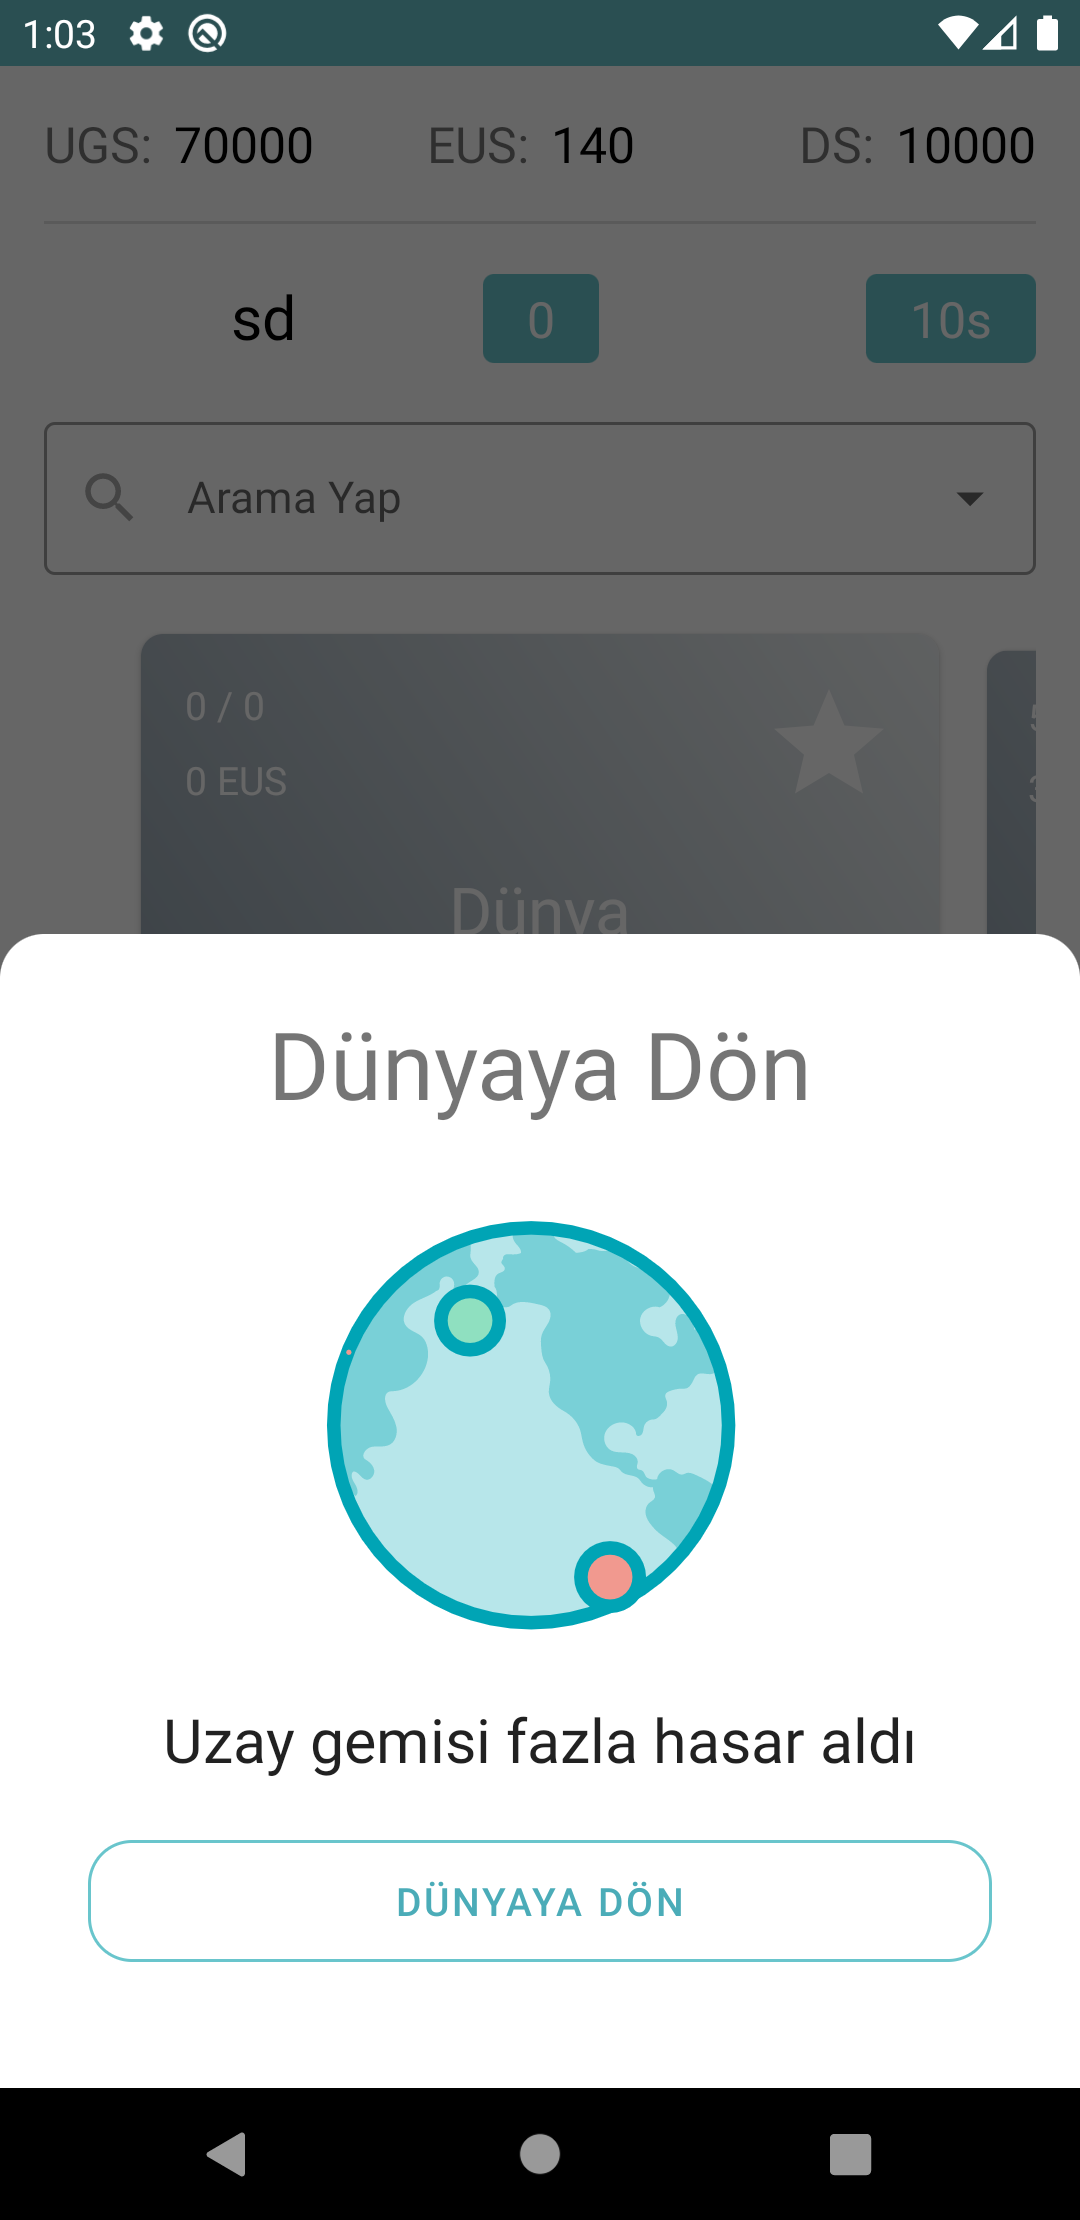 1:03
UGS: 70000 EUS: 140 DS: 10000
sd 0 10s
Arama Yap
0 / 0
0 EUS
Dünya
Dünyaya Dön
Uzay gemisi fazla hasar aldı
DÜNYAYA DÖN